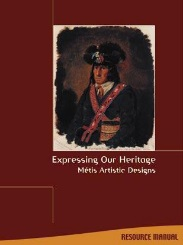 Expressing Our Heritage
Métis Artistic Designs
RESOURCE MANUAL